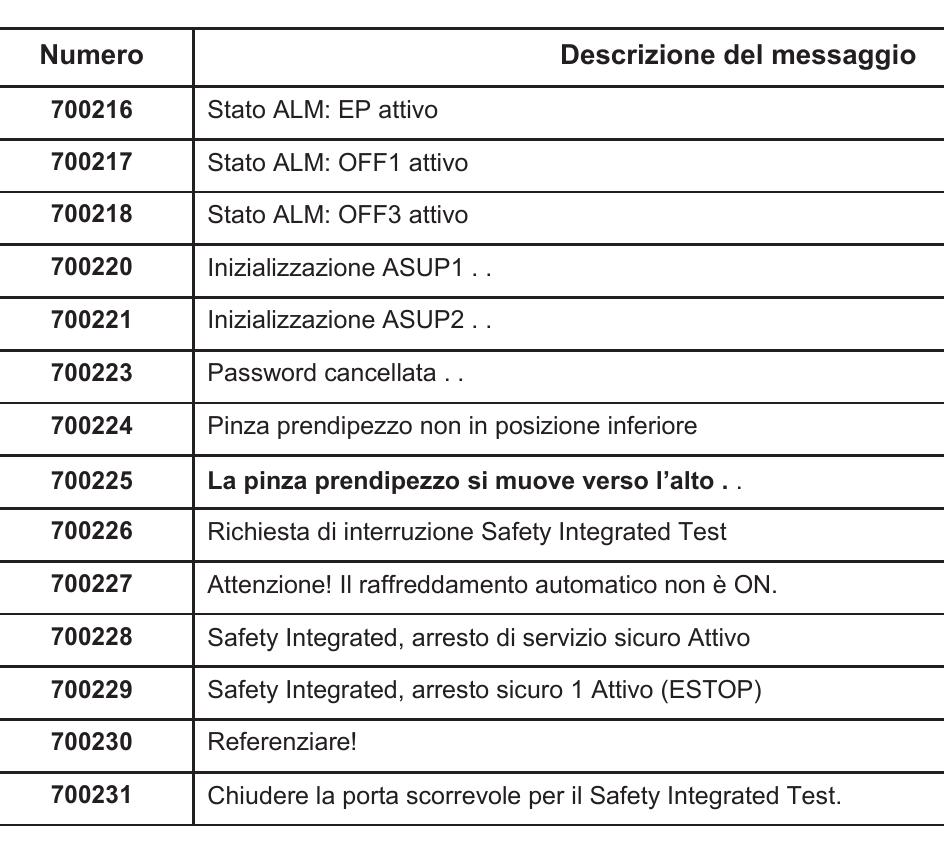 Numero Descrizione del messaggio
700216 Stato ALM: EP attivo
700217 Stato ALM: OFF1 attivo
700218 Stato ALM: OFF3 attivo
700220 Inizializzazione ASUP1 . .
700221 Inizializzazione ASUP2 . .
700223 Password cancellata . .
700224 Pinza prendipezzo non in posizione inferiore
700225 La pinza prendipezzo si muove verso l’alto . .
700226 Richiesta di interruzione Safety Integrated Test
700227 Attenzione! Il raffreddamento automatico non è ON.
700228 Safety Integrated, arresto di servizio sicuro Attivo
700229 Safety Integrated, arresto sicuro 1 Attivo (ESTOP)
700230 Referenziare!
700231 Chiudere la porta scorrevole per il Safety Integrated Test.